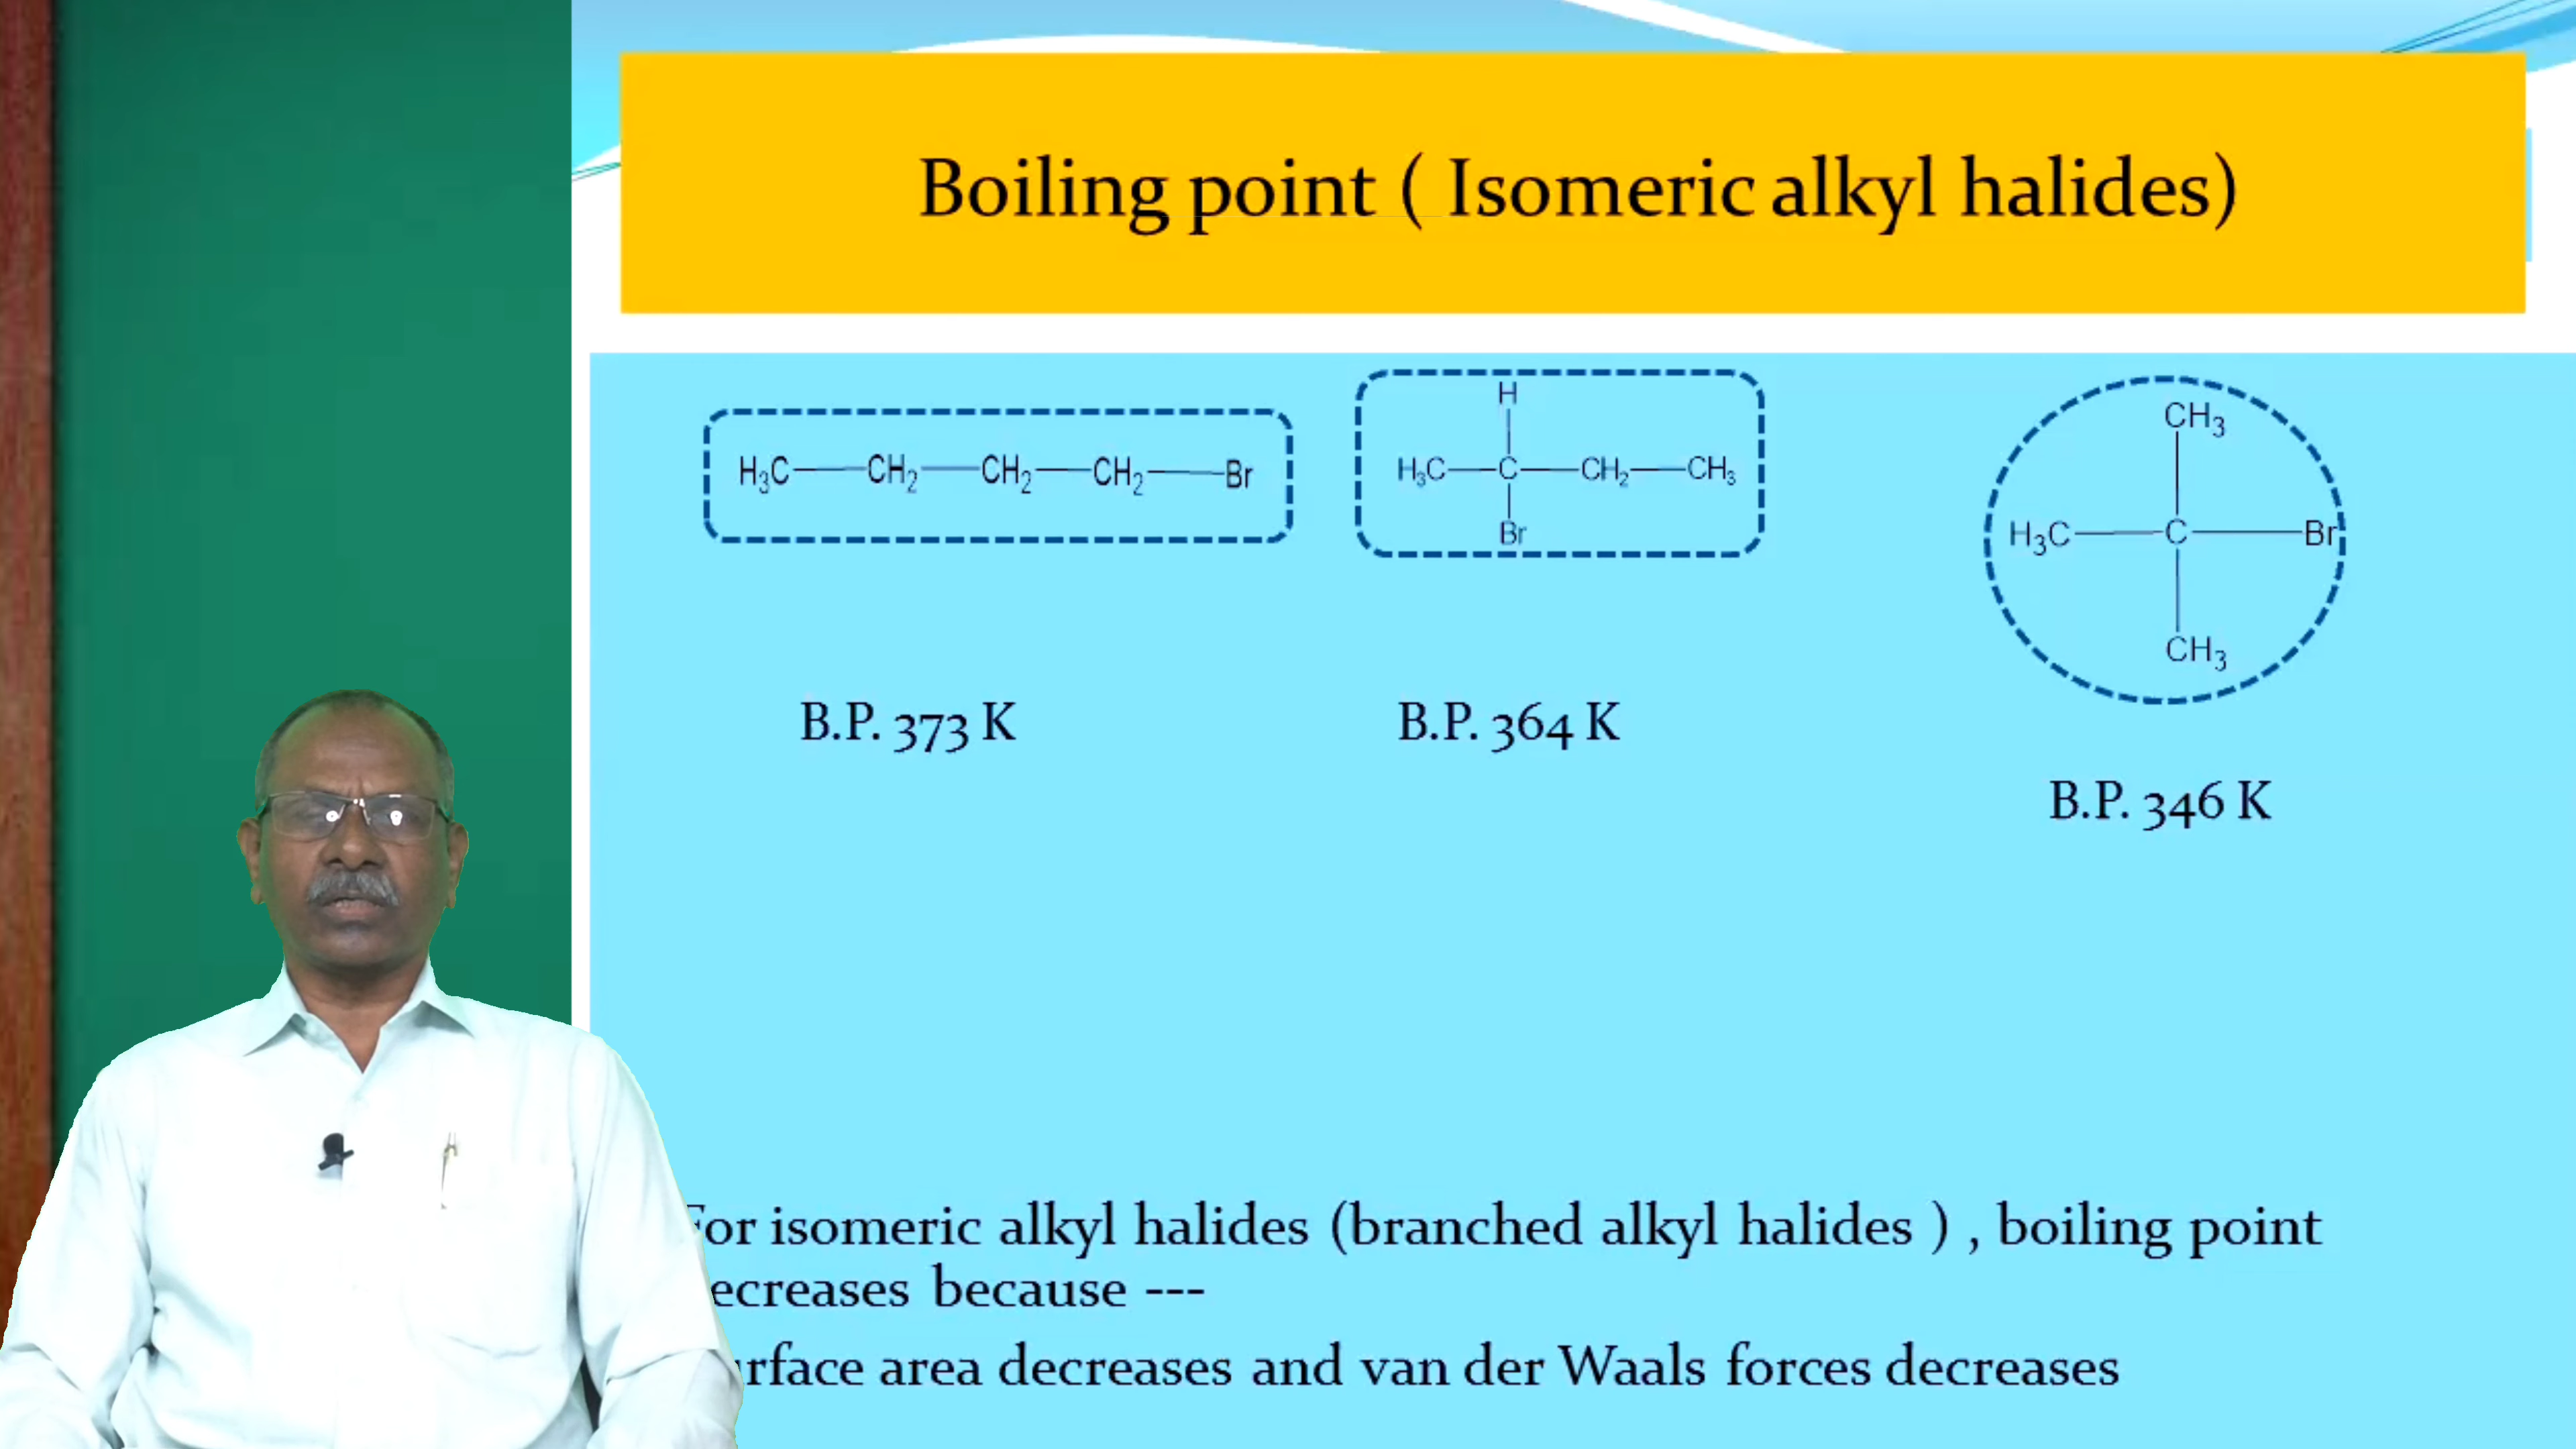 Boiling point ( Isomeric alkyl halides)
H₃C—CH₂—CH₂—CH₂—Br
H
H₃C—C—CH₂—CH₃
Br
CH₃
H₃C—C—Br
CH₃
B.P. 373 K
B.P. 364 K
B.P. 346 K
For isomeric alkyl halides (branched alkyl halides ) , boiling point
ecreases because ---
rface area decreases and van der Waals forces decreases